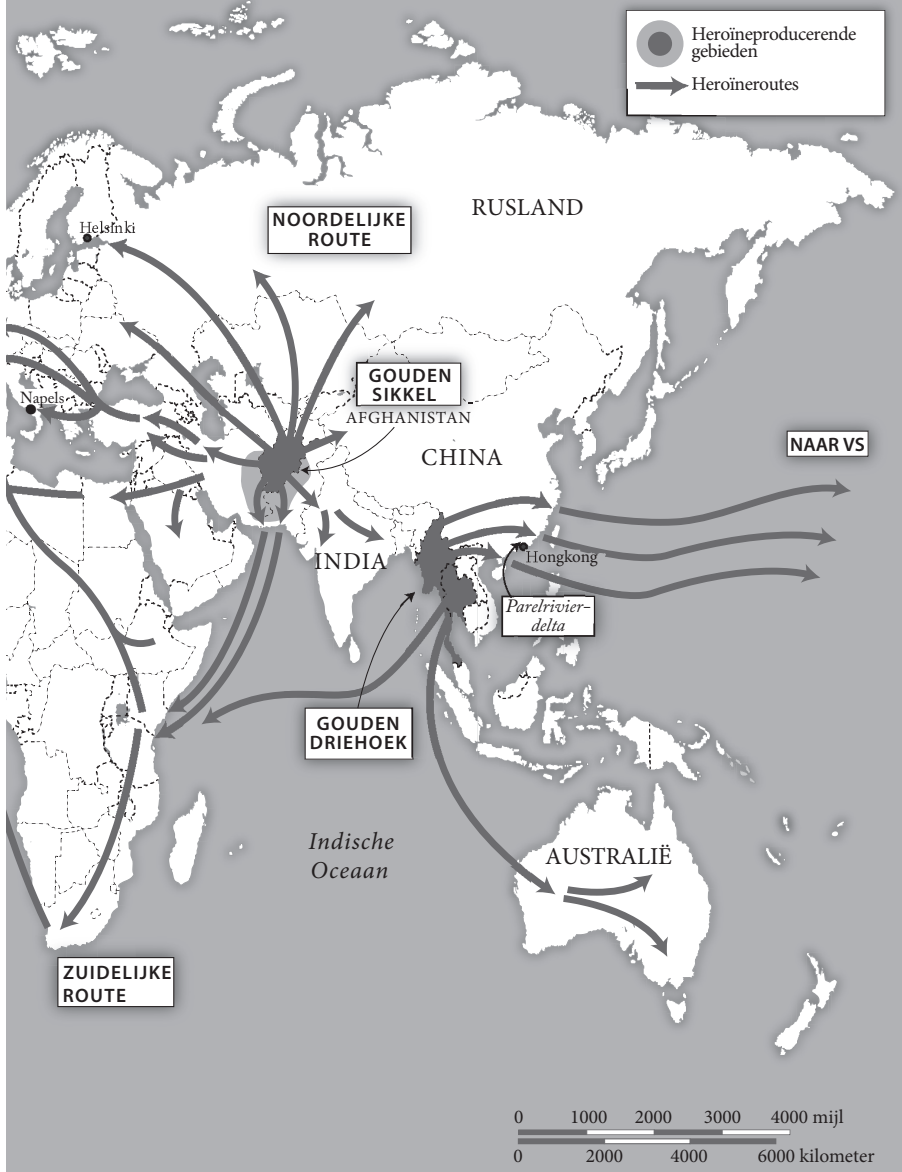 Heroïneproducerende
gebieden
Heroïneroutes
RUSLAND
NOORDELIJKE
ROUTE
Helsinki
GOUDEN
SIKKEL
AFGHANISTAN
Napels
CHINA
NAAR VS
INDIA
Hongkong
Parelrivier-
delta
GOUDEN
DRIEHOEK
Indische
Oceaan
AUSTRALIË
ZUIDELIJKE
ROUTE
0 1000 2000 3000 4000 mijl
0 2000 4000 6000 kilometer